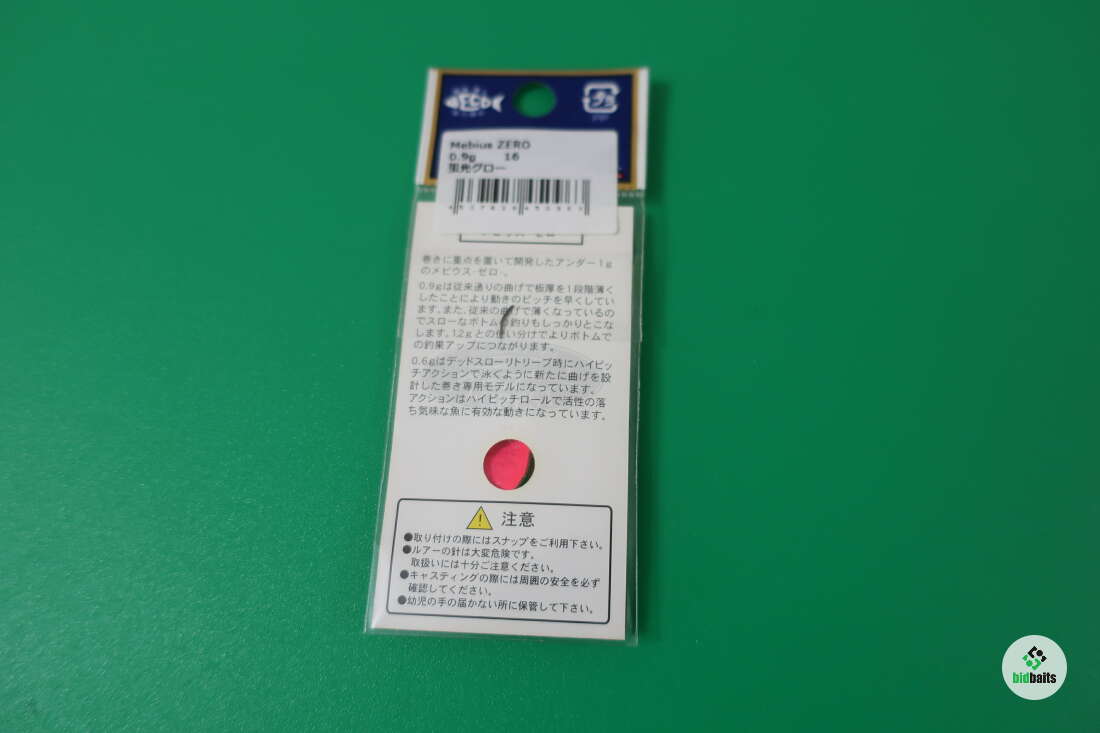 Mebius ZERO
0.9g 16
蛍光グロー
巻きに重点を置いて開発したアンダー1g
のメビウス-ゼロ-。
0.9gは従来通りの曲げで板厚を1段階薄く
したことにより動きのピッチを早くしてい
ます。また、従来の曲げで薄くなっているの
でスローなボトムの釣りもしっかりとこな
します。1.2gとの使い分けでよりボトムで
の釣果アップにつながります。
0.6gはデッドスローリトリーブ時にハイピッ
チアクションで泳ぐように新たに曲げを設
計した巻き専用モデルになっています。
アクションはハイピッチロールで活性の落
ち気味な魚に有効な動きになっています。
注意
●取り付けの際にはスナップをご利用下さい。
●ルアーの針は大変危険です。
取扱いには十分ご注意ください。
●キャスティングの際には周囲の安全を必ず
確認してください。
●幼児の手の届かない所に保管して下さい。
bidbaits